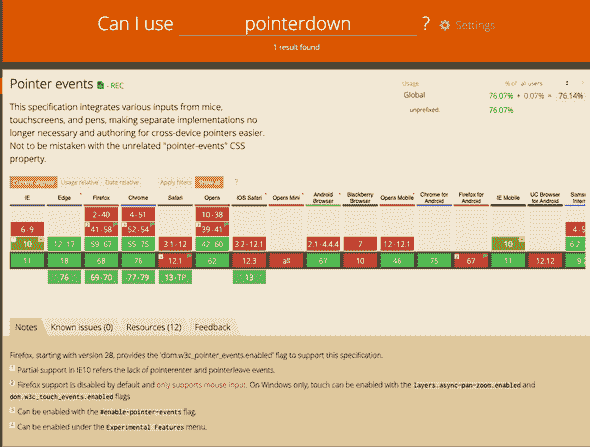 Can I use pointerdown ? Settings
1 result found
Pointer events - REC
Usage % of all users
Global 76.07% + 0.07% = 76.14%
unprefixed: 76.07%
This specification integrates various inputs from mice,
touchscreens, and pens, making separate implementations no
longer necessary and authoring for cross-device pointers easier.
Not to be mistaken with the unrelated "pointer-events" CSS
property.
Current aligned Usage relative Date relative Apply filters Show all ?
IE Edge Firefox Chrome Safari Opera iOS Safari Opera Mini Android Browser Blackberry Browser Opera Mobile Chrome for Android Firefox for Android IE Mobile UC Browser for Android
2-40 4-51 10-38
6-9 41-58 52-54 39-41
10 12-17 59-67 55-75 3.1-12 42-60 3.2-12.1 2.1-4.4.4 7 12-12.1 10
11 18 68 76 12.1 62 12.3 all 67 10 46 75 67 11 12.12
76 69-70 77-79 13-TP 13
Notes Known issues (0) Resources (12) Feedback
Firefox, starting with version 28, provides the 'dom.w3c_pointer_events.enabled' flag to support this specification.
1 Partial support in IE10 refers the lack of pointerenter and pointerleave events.
2 Firefox support is disabled by default and only supports mouse input. On Windows only, touch can be enabled with the layers.async-pan-zoom.enabled and
dom.w3c_touch_events.enabled flags
3 Can be enabled with the #enable-pointer-events flag.
4 Can be enabled under the Experimental Features menu.